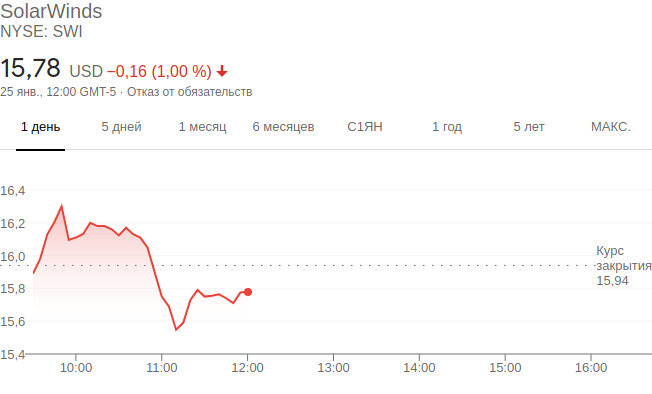 SolarWinds
NYSE: SWI
15,78 USD −0,16 (1,00 %)
25 янв., 12:00 GMT-5 · Отказ от обязательств
1 день 5 дней 1 месяц 6 месяцев С1ЯН 1 год 5 лет МАКС.
16,4
16,2
16,0
15,8
15,6
15,4
Курс
закрытия
15,94
10:00 11:00 12:00 13:00 14:00 15:00 16:00